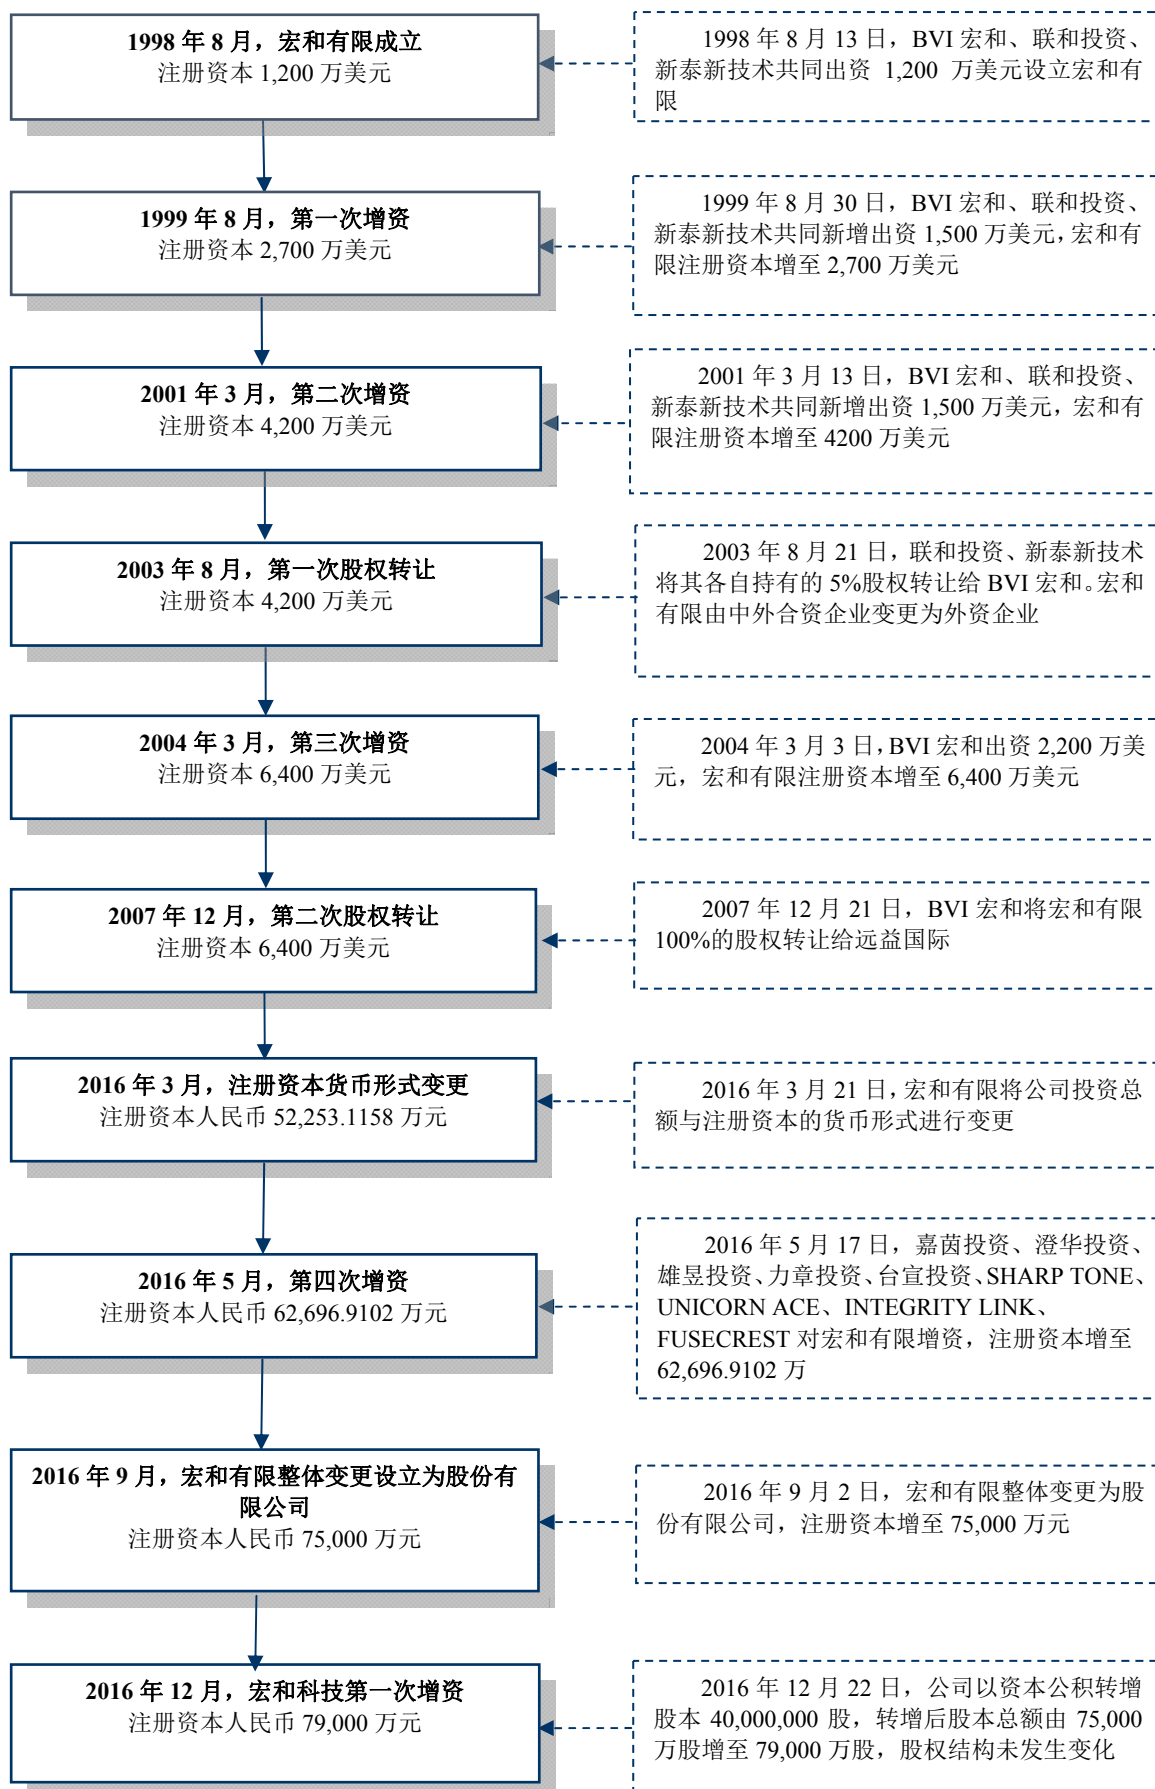 1998 年 8 月，宏和有限成立
注册资本 1,200 万美元
1998 年 8 月 13 日，BVI 宏和、联和投资、
新泰新技术共同出资 1,200 万美元设立宏和有
限
1999 年 8 月，第一次增资
注册资本 2,700 万美元
1999 年 8 月 30 日，BVI 宏和、联和投资、
新泰新技术共同新增出资 1,500 万美元，宏和有
限注册资本增至 2,700 万美元
2001 年 3 月，第二次增资
注册资本 4,200 万美元
2001 年 3 月 13 日，BVI 宏和、联和投资、
新泰新技术共同新增出资 1,500 万美元，宏和有
限注册资本增至 4200 万美元
2003 年 8 月，第一次股权转让
注册资本 4,200 万美元
2003 年 8 月 21 日，联和投资、新泰新技术
将其各自持有的 5%股权转让给 BVI 宏和。宏和
有限由中外合资企业变更为外资企业
2004 年 3 月，第三次增资
注册资本 6,400 万美元
2004 年 3 月 3 日，BVI 宏和出资 2,200 万美
元，宏和有限注册资本增至 6,400 万美元
2007 年 12 月，第二次股权转让
注册资本 6,400 万美元
2007 年 12 月 21 日，BVI 宏和将宏和有限
100%的股权转让给远益国际
2016 年 3 月，注册资本货币形式变更
注册资本人民币 52,253.1158 万元
2016 年 3 月 21 日，宏和有限将公司投资总
额与注册资本的货币形式进行变更
2016 年 5 月，第四次增资
注册资本人民币 62,696.9102 万元
2016 年 5 月 17 日，嘉茵投资、澄华投资、
雄昱投资、力章投资、台宣投资、SHARP TONE、
UNICORN ACE、INTEGRITY LINK、
FUSECREST 对宏和有限增资，注册资本增至
62,696.9102 万
2016 年 9 月，宏和有限整体变更设立为股份有
限公司
注册资本人民币 75,000 万元
2016 年 9 月 2 日，宏和有限整体变更为股
份有限公司，注册资本增至 75,000 万元
2016 年 12 月，宏和科技第一次增资
注册资本人民币 79,000 万元
2016 年 12 月 22 日，公司以资本公积转增
股本 40,000,000 股，转增后股本总额由 75,000
万股增至 79,000 万股，股权结构未发生变化